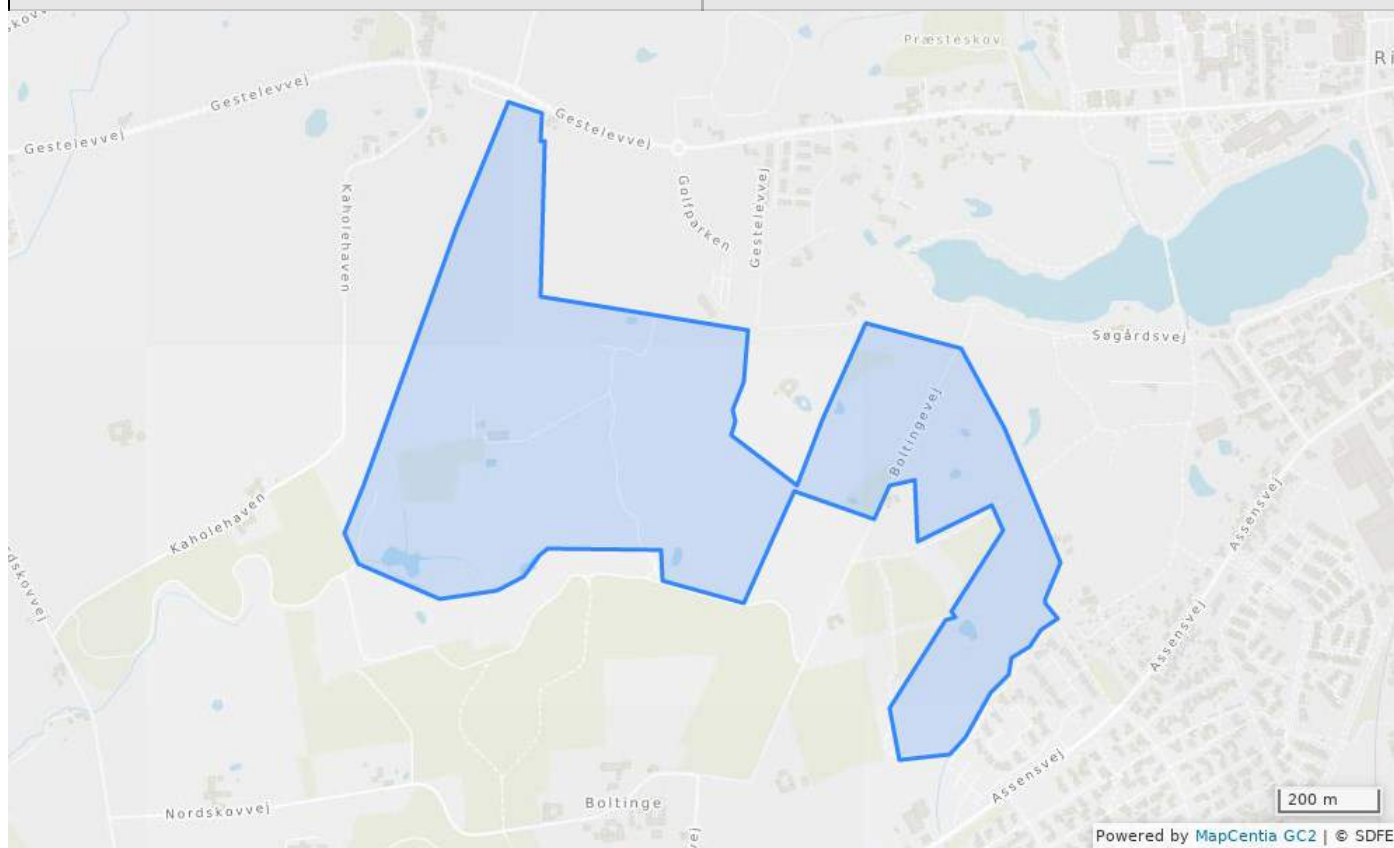 Præsteskov
Gestelevvej
Gestelevvej
Gestelevvej
Kaholehaven
Golfparken
Gestelevvej
Søgårdsvej
Boltingevej
Kaholehaven
Assensvej
Assensvej
Assensvej
Nordskovvej
Boltinge
200 m
Powered by MapCentia GC2 | © SDFE